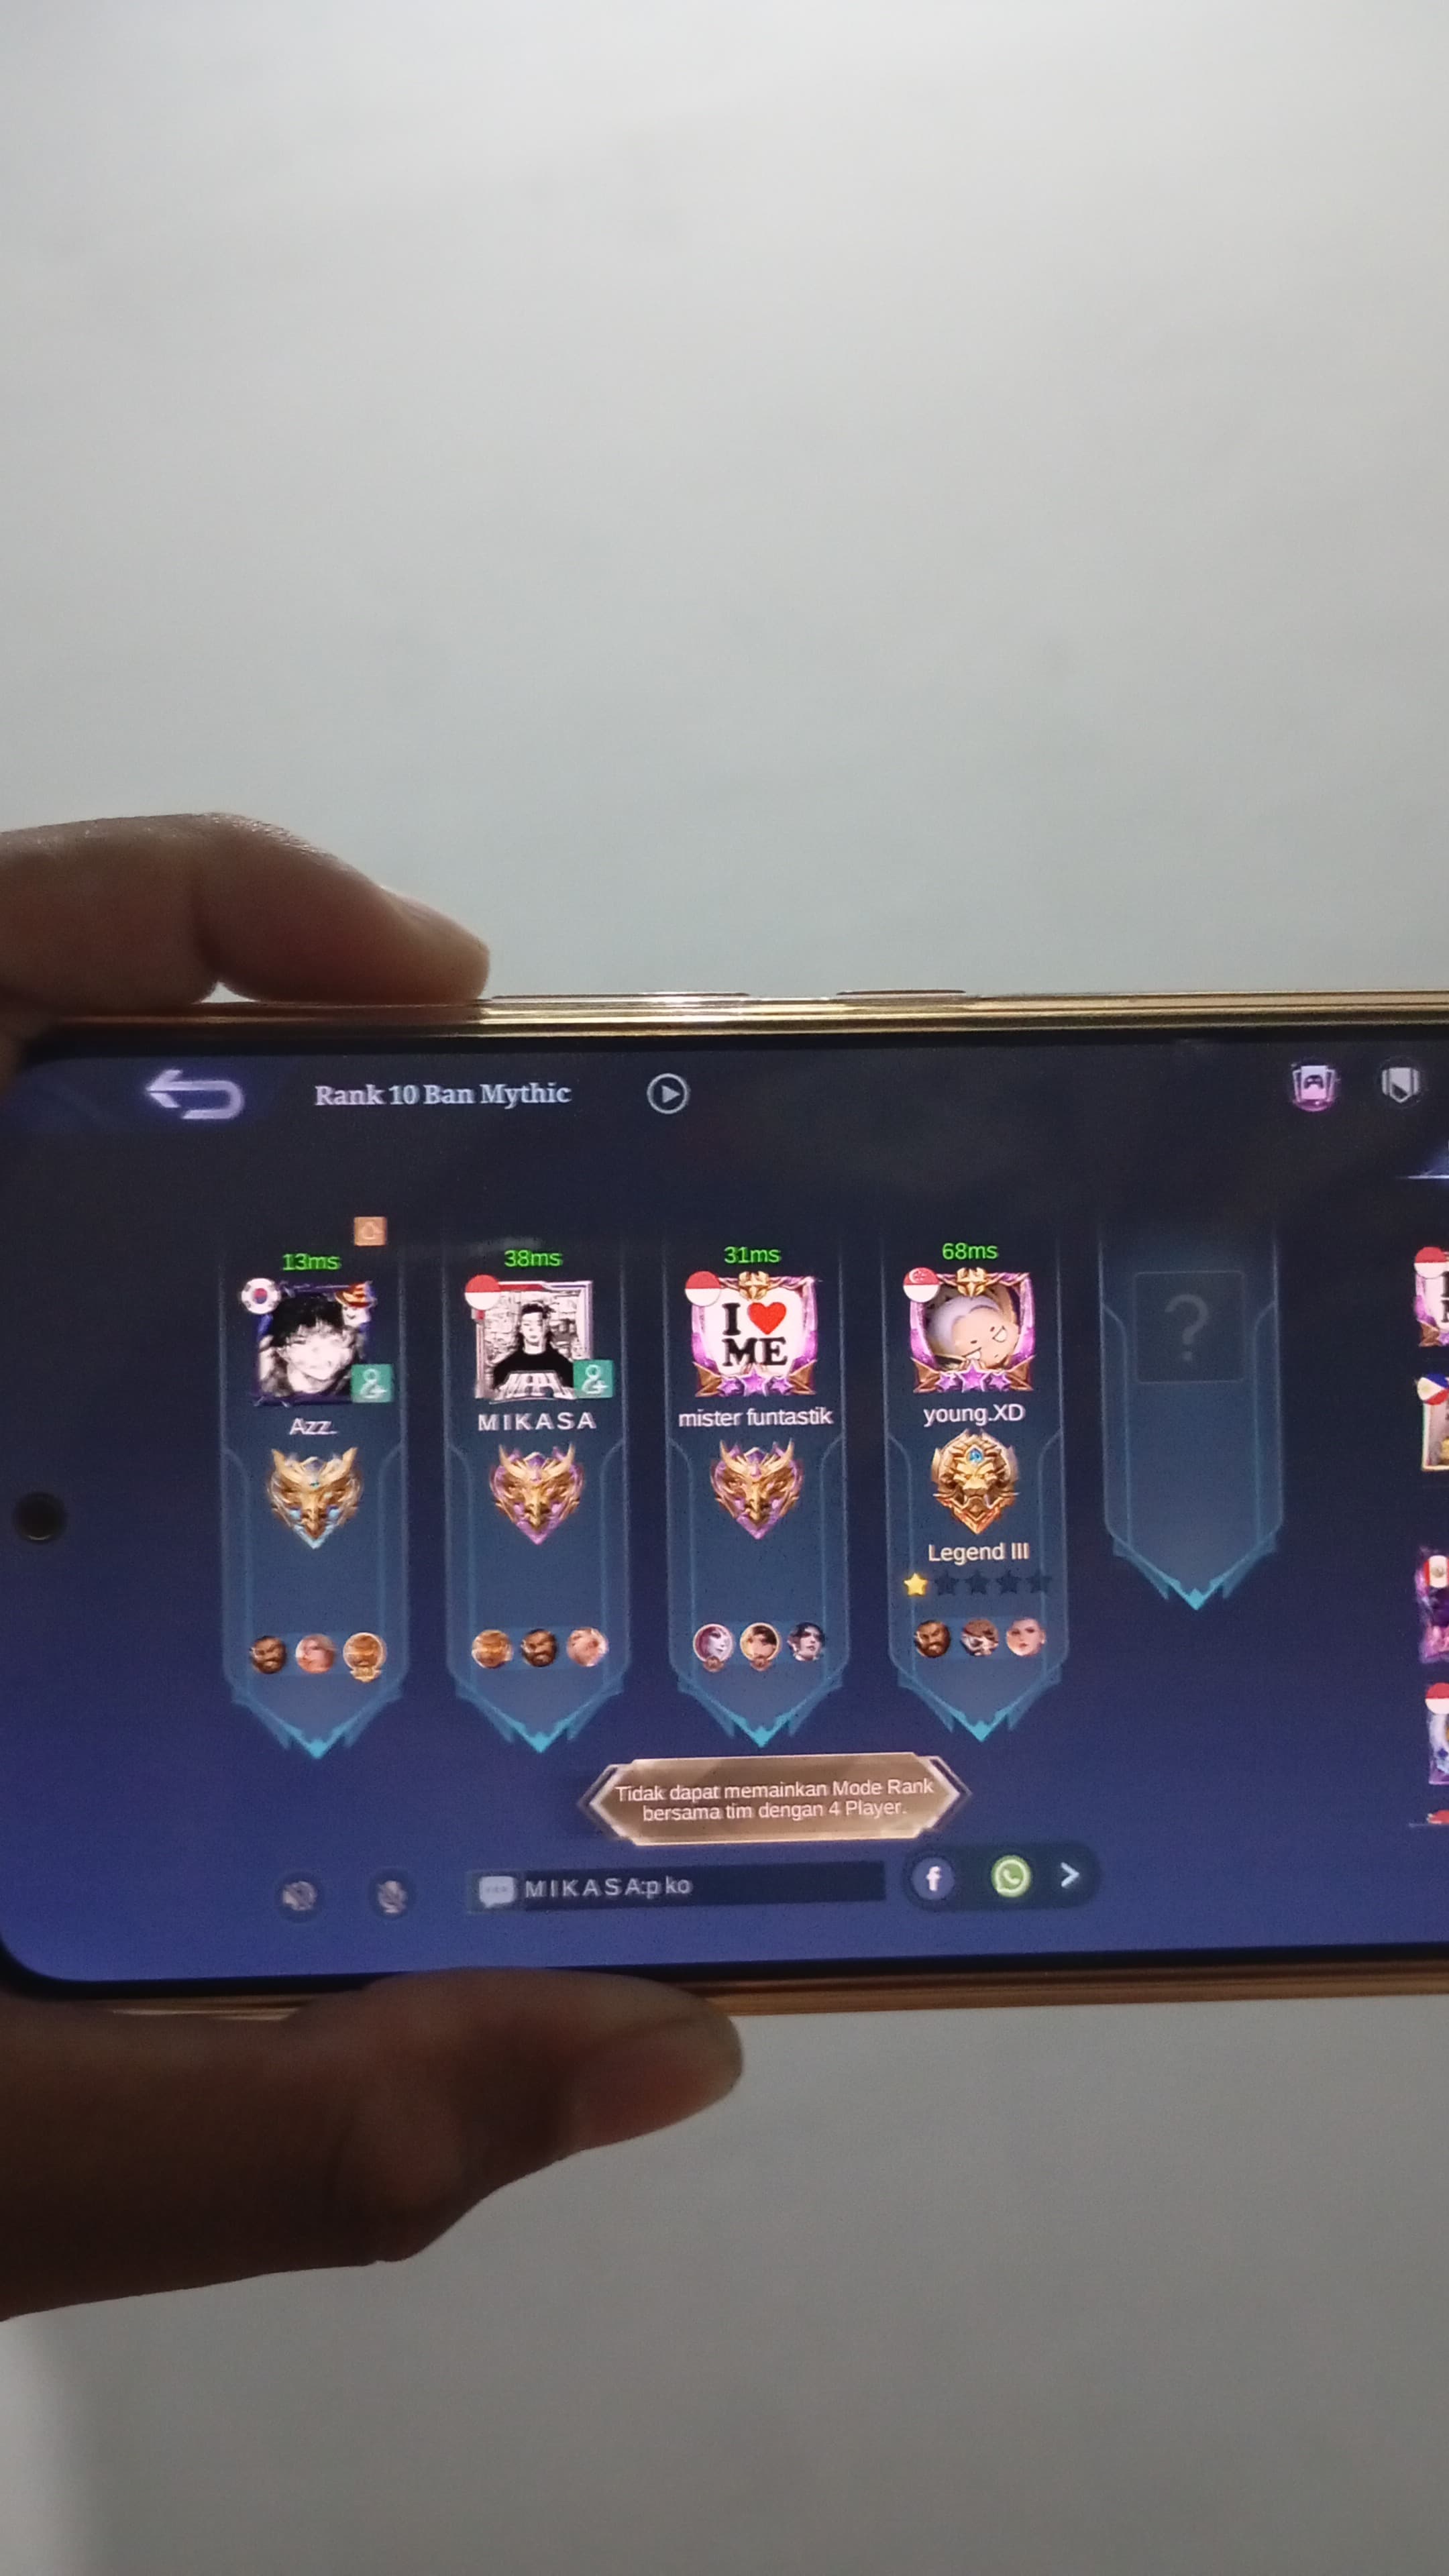 Rank 10 Ban Mythic
13ms
38ms
31ms
68ms
I ❤ ME
Azz.
MIKASA
mister funtastik
young.XD
Legend III
?
Tidak dapat memainkan Mode Rank
bersama tim dengan 4 Player.
MIKASA:p ko